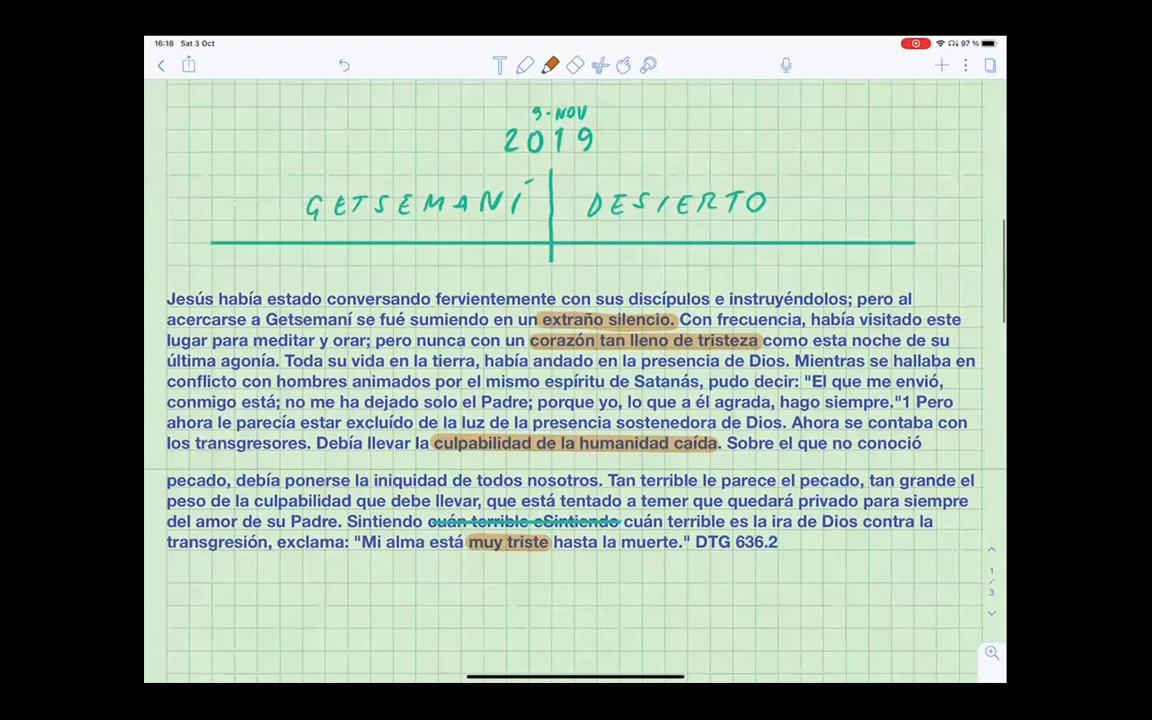 16:18 Sat 3 Oct 97 %
T
9-NOV
2019
GETSEMANÍ DESIERTO
Jesús había estado conversando fervientemente con sus discípulos e instruyéndolos; pero al
acercarse a Getsemaní se fué sumiendo en un extraño silencio. Con frecuencia, había visitado este
lugar para meditar y orar; pero nunca con un corazón tan lleno de tristeza como esta noche de su
última agonía. Toda su vida en la tierra, había andado en la presencia de Dios. Mientras se hallaba en
conflicto con hombres animados por el mismo espíritu de Satanás, pudo decir: "El que me envió,
conmigo está; no me ha dejado solo el Padre; porque yo, lo que a él agrada, hago siempre."1 Pero
ahora le parecía estar excluído de la luz de la presencia sostenedora de Dios. Ahora se contaba con
los transgresores. Debía llevar la culpabilidad de la humanidad caída. Sobre el que no conoció
pecado, debía ponerse la iniquidad de todos nosotros. Tan terrible le parece el pecado, tan grande el
peso de la culpabilidad que debe llevar, que está tentado a temer que quedará privado para siempre
del amor de su Padre. Sintiendo cuán terrible eSintiendo cuán terrible es la ira de Dios contra la
transgresión, exclama: "Mi alma está muy triste hasta la muerte." DTG 636.2
1
/
3